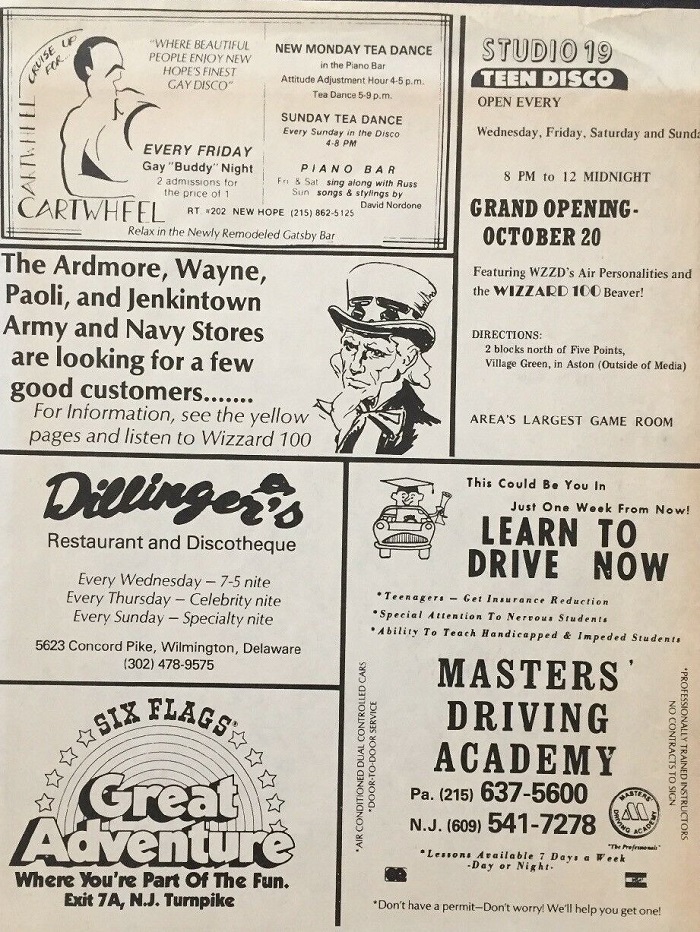 CRUISE UP
FOR...
CARTWHEEL
"WHERE BEAUTIFUL
PEOPLE ENJOY NEW
HOPE'S FINEST
GAY DISCO"
EVERY FRIDAY
Gay "Buddy" Night
2 admissions for
the price of 1
CARTWHEEL
NEW MONDAY TEA DANCE
in the Piano Bar
Attitude Adjustment Hour 4-5 p.m.
Tea Dance 5-9 p.m.
SUNDAY TEA DANCE
Every Sunday in the Disco
4-8 PM
PIANO BAR
Fri & Sat sing along with Russ
Sun songs & stylings by
David Nordone
RT. #202 NEW HOPE (215) 862-5125
Relax in the Newly Remodeled Gatsby Bar
STUDIO 19
TEEN DISCO
OPEN EVERY
Wednesday, Friday, Saturday and Sunda
8 PM to 12 MIDNIGHT
GRAND OPENING-
OCTOBER 20
Featuring WZZD's Air Personalities and
the WIZZARD 100 Beaver!
DIRECTIONS:
2 blocks north of Five Points,
Village Green, in Aston (Outside of Media)
AREA'S LARGEST GAME ROOM
The Ardmore, Wayne,
Paoli, and Jenkintown
Army and Navy Stores
are looking for a few
good customers.......
For Information, see the yellow
pages and listen to Wizzard 100
Dillinger's
Restaurant and Discotheque
Every Wednesday – 7-5 nite
Every Thursday – Celebrity nite
Every Sunday – Specialty nite
5623 Concord Pike, Wilmington, Delaware
(302) 478-9575
SIX FLAGS®
Great
Adventure
Where You're Part Of The Fun.
Exit 7A, N.J. Turnpike
This Could Be You In
Just One Week From Now!
LEARN TO
DRIVE NOW
*Teenagers – Get Insurance Reduction
*Special Attention To Nervous Students
*Ability To Teach Handicapped & Impeded Students
*AIR CONDITIONED DUAL CONTROLLED CARS
*DOOR-TO-DOOR SERVICE
MASTERS'
DRIVING
ACADEMY
*PROFESSIONALLY TRAINED INSTRUCTORS
NO CONTRACTS TO SIGN
Pa. (215) 637-5600
N.J. (609) 541-7278
MASTERS'
DRIVING ACADEMY
"The Professionals"
*Lessons Available 7 Days a Week
-Day or Night-
*Don't have a permit—Don't worry! We'll help you get one!